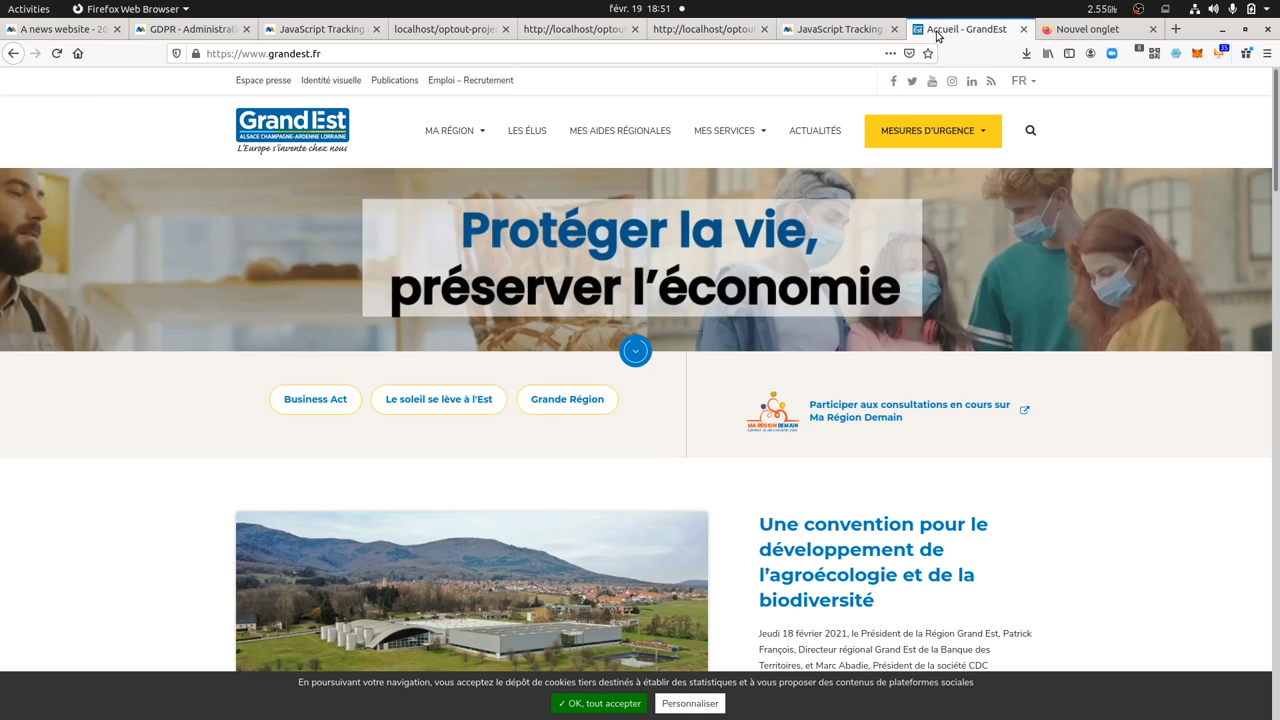 Activities
Firefox Web Browser
févr. 19 18:51
2.55
A news website - 20
GDPR - Administrati
JavaScript Tracking
localhost/optout-proje
http://localhost/optout
http://localhost/optout
JavaScript Tracking
Accueil - GrandEst
Nouvel onglet
https://www.grandest.fr
8
35
Espace presse
Identité visuelle
Publications
Emploi – Recrutement
FR
Grand Est
ALSACE CHAMPAGNE-ARDENNE LORRAINE
L'Europe s'invente chez nous
MA RÉGION
LES ÉLUS
MES AIDES RÉGIONALES
MES SERVICES
ACTUALITÉS
MESURES D'URGENCE
Protéger la vie,
préserver l'économie
Business Act
Le soleil se lève à l'Est
Grande Région
MA RÉGION DEMAIN
Participer aux consultations en cours sur
Ma Région Demain
Une convention pour le
développement de
l'agroécologie et de la
biodiversité
Jeudi 18 février 2021, le Président de la Région Grand Est, Patrick
François, Directeur régional Grand Est de la Banque des
Territoires, et Marc Abadie, Président de la société CDC
En poursuivant votre navigation, vous acceptez le dépôt de cookies tiers destinés à établir des statistiques et à vous proposer des contenus de plateformes sociales
✓ OK, tout accepter
Personnaliser